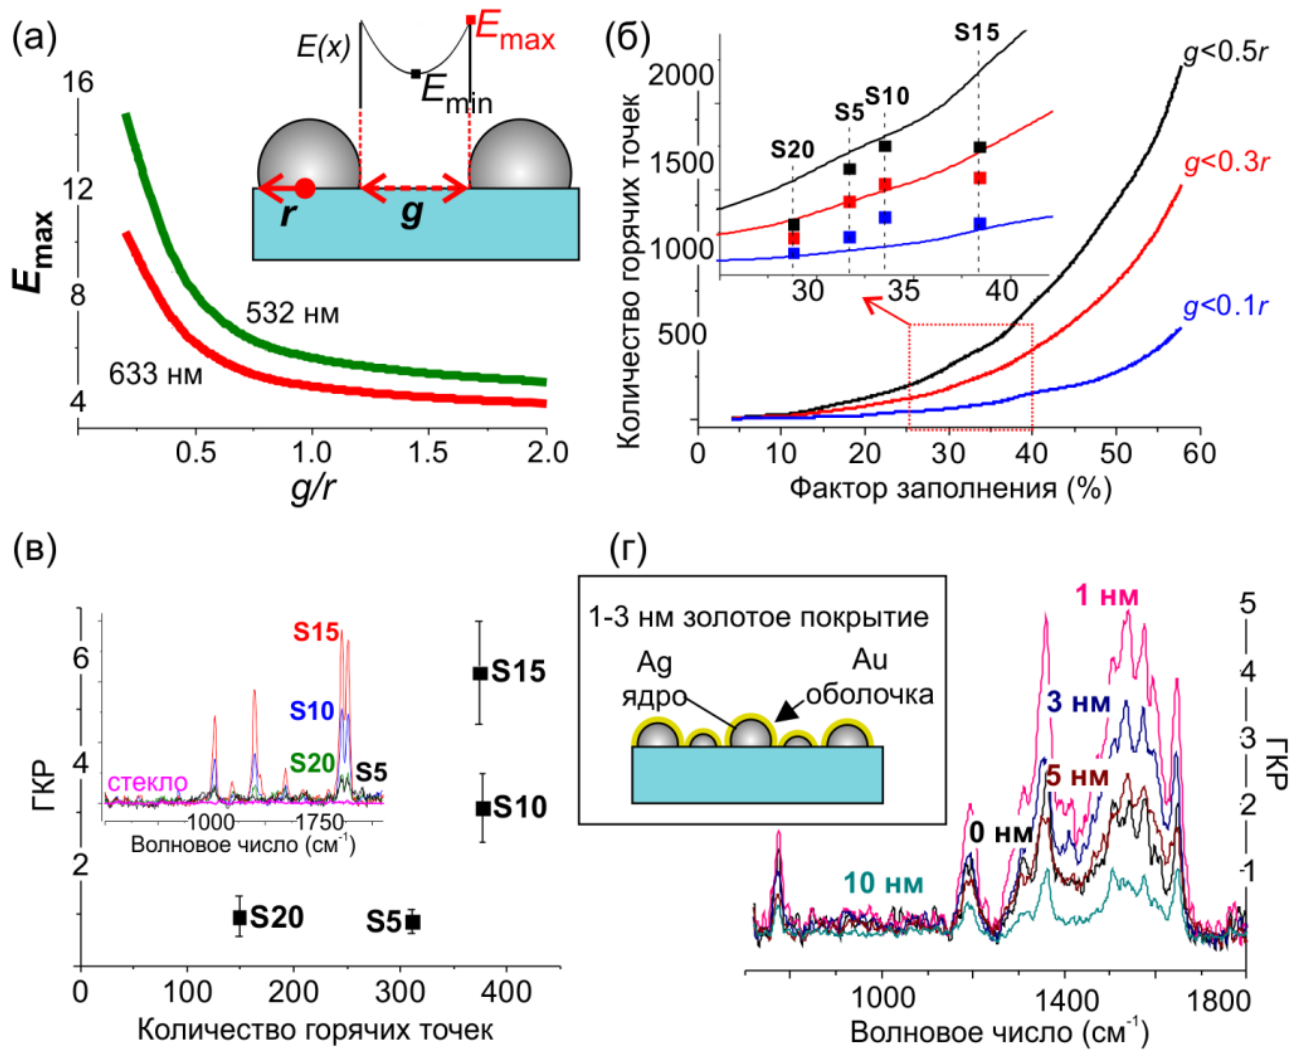 (а)
E(x)
Emax
Emin
16
12
8
4
Emax
r
g
532 нм
633 нм
0.5
1.0
1.5
2.0
g/r
(б)
S15
S10
S5
S20
g<0.5r
g<0.3r
g<0.1r
2000
1500
1000
500
Количество горячих точек
30
35
40
0
10
20
30
40
50
60
Фактор заполнения (%)
(в)
6
4
2
ГКР
S15
S10
S20
S5
стекло
1000
1750
Волновое число (см-1)
S15
S10
S20
S5
0
100
200
300
400
Количество горячих точек
(г)
1-3 нм золотое покрытие
Ag
ядро
Au
оболочка
1 нм
3 нм
5 нм
0 нм
10 нм
5
4
3
2
1
ГКР
1000
1400
1800
Волновое число (см-1)